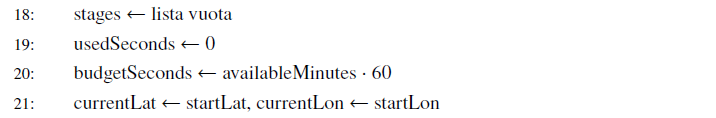 18: stages ← lista vuota
19: usedSeconds ← 0
20: budgetSeconds ← availableMinutes · 60
21: currentLat ← startLat, currentLon ← startLon